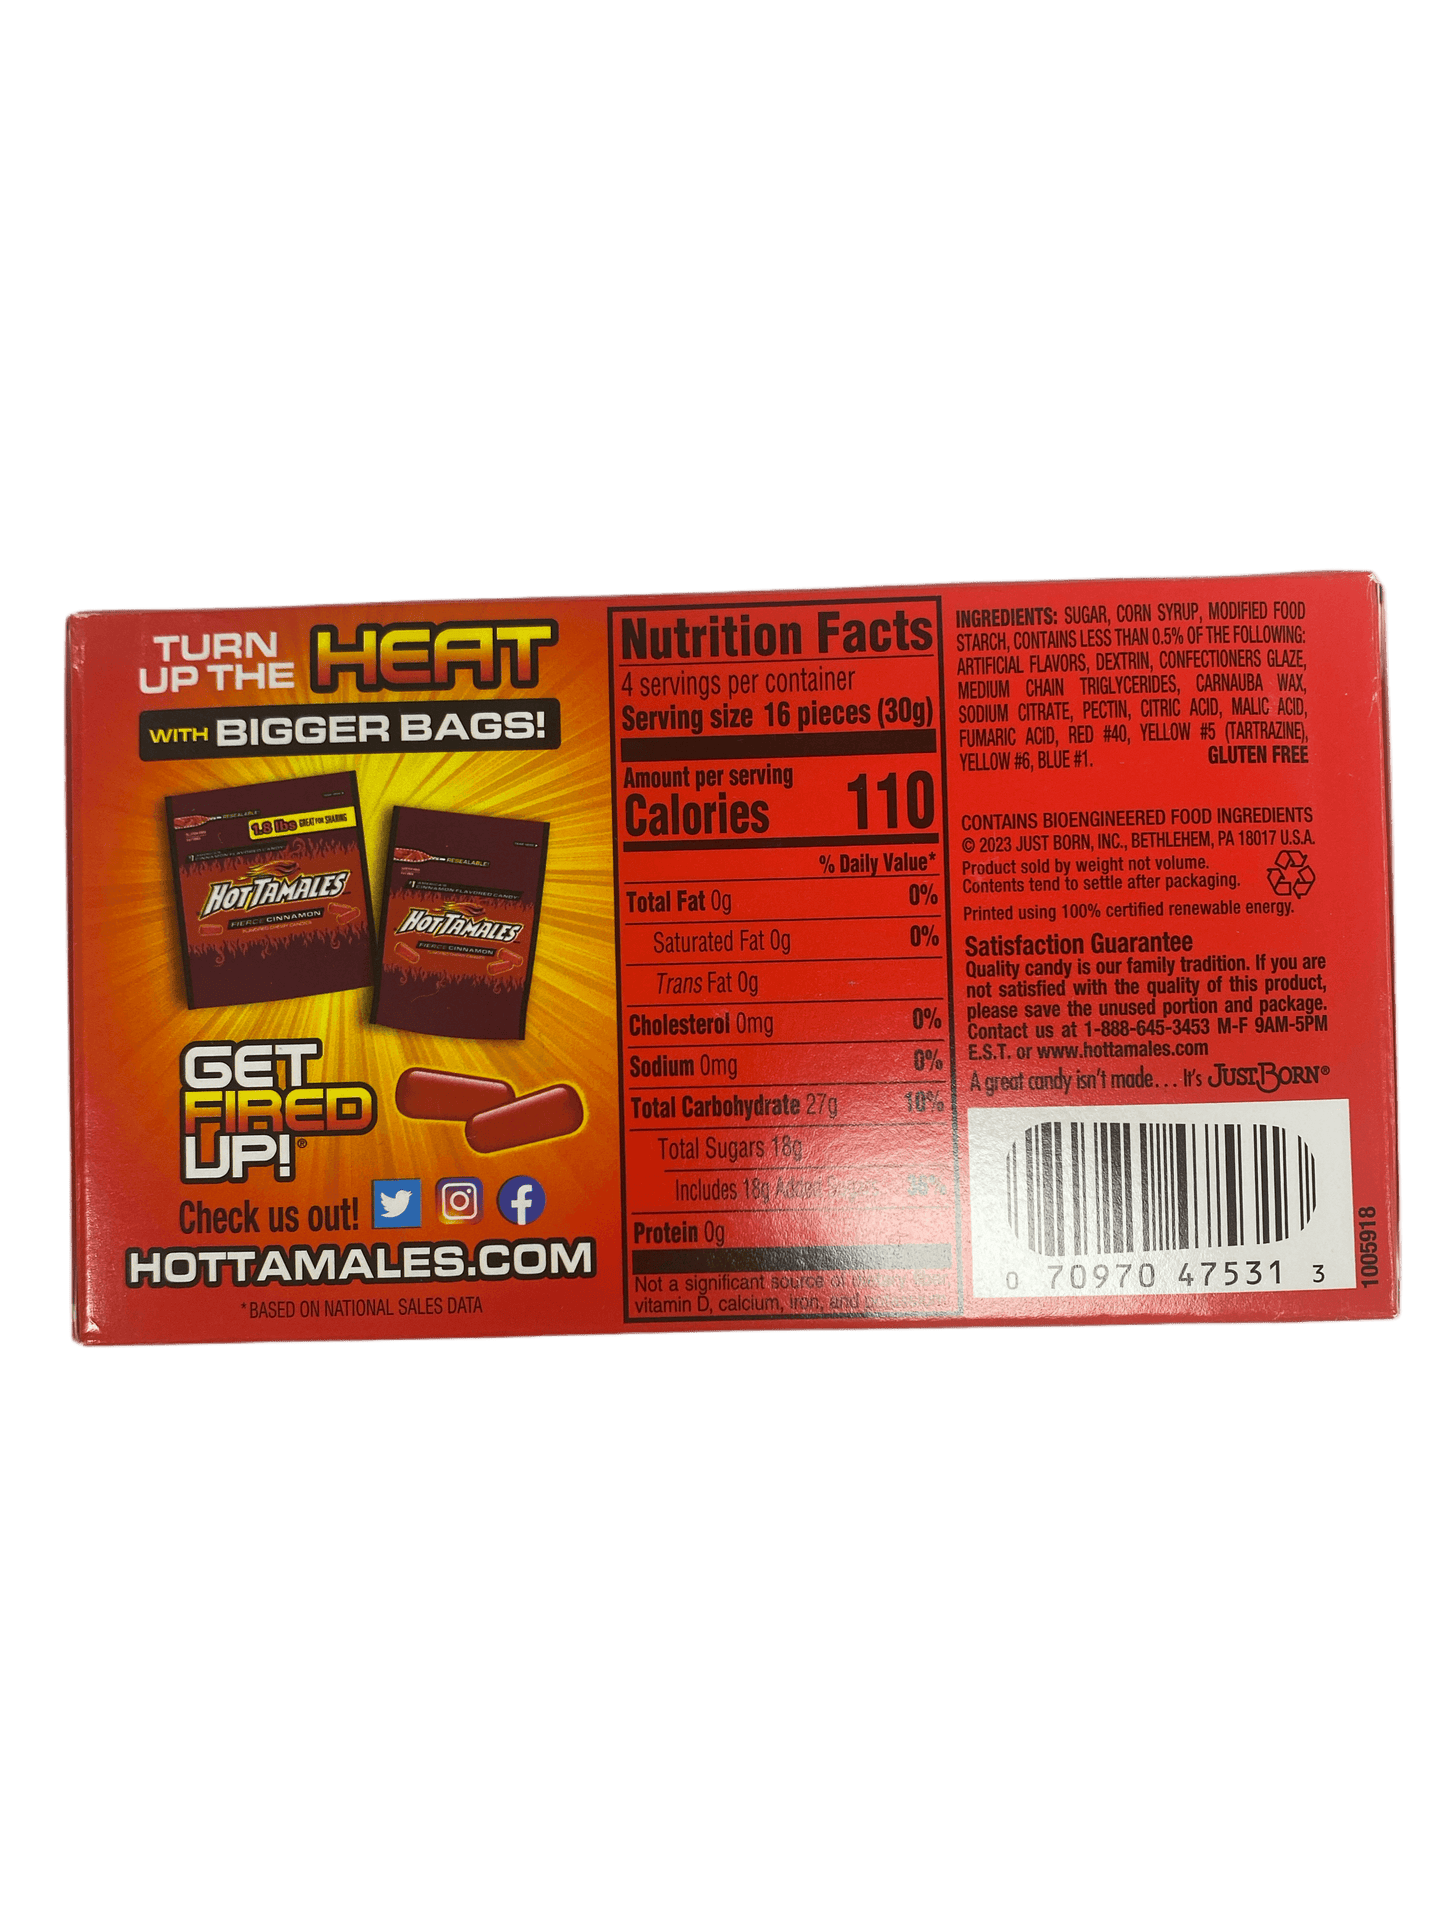 TURN
UP THE HEAT
WITH BIGGER BAGS!
RESEALABLE!
1.8 lbs GREAT FOR SHARING
HOT TAMALES
FIERCE CINNAMON
RESEALABLE!
CINNAMON FLAVORED CANDY
HOT TAMALES
FIERCE CINNAMON
GET
FIRED
UP!®
Check us out!
HOTTAMALES.COM
*BASED ON NATIONAL SALES DATA
Nutrition Facts
4 servings per container
Serving size 16 pieces (30g)
Amount per serving
Calories 110
% Daily Value*
Total Fat 0g 0%
Saturated Fat 0g 0%
Trans Fat 0g
Cholesterol 0mg 0%
Sodium 0mg 0%
Total Carbohydrate 27g 10%
Total Sugars 18g
Includes 18g Added
Protein 0g
Not a significant source of
vitamin D, calcium, iron, and
INGREDIENTS: SUGAR, CORN SYRUP, MODIFIED FOOD
STARCH, CONTAINS LESS THAN 0.5% OF THE FOLLOWING:
ARTIFICIAL FLAVORS, DEXTRIN, CONFECTIONERS GLAZE,
MEDIUM CHAIN TRIGLYCERIDES, CARNAUBA WAX,
SODIUM CITRATE, PECTIN, CITRIC ACID, MALIC ACID,
FUMARIC ACID, RED #40, YELLOW #5 (TARTRAZINE),
YELLOW #6, BLUE #1. GLUTEN FREE
CONTAINS BIOENGINEERED FOOD INGREDIENTS
© 2023 JUST BORN, INC., BETHLEHEM, PA 18017 U.S.A.
Product sold by weight not volume.
Contents tend to settle after packaging.
Printed using 100% certified renewable energy.
Satisfaction Guarantee
Quality candy is our family tradition. If you are
not satisfied with the quality of this product,
please save the unused portion and package.
Contact us at 1-888-645-3453 M-F 9AM-5PM
E.S.T. or www.hottamales.com
A great candy isn't made... It's JUST BORN®
0 70970 47531 3
1005918